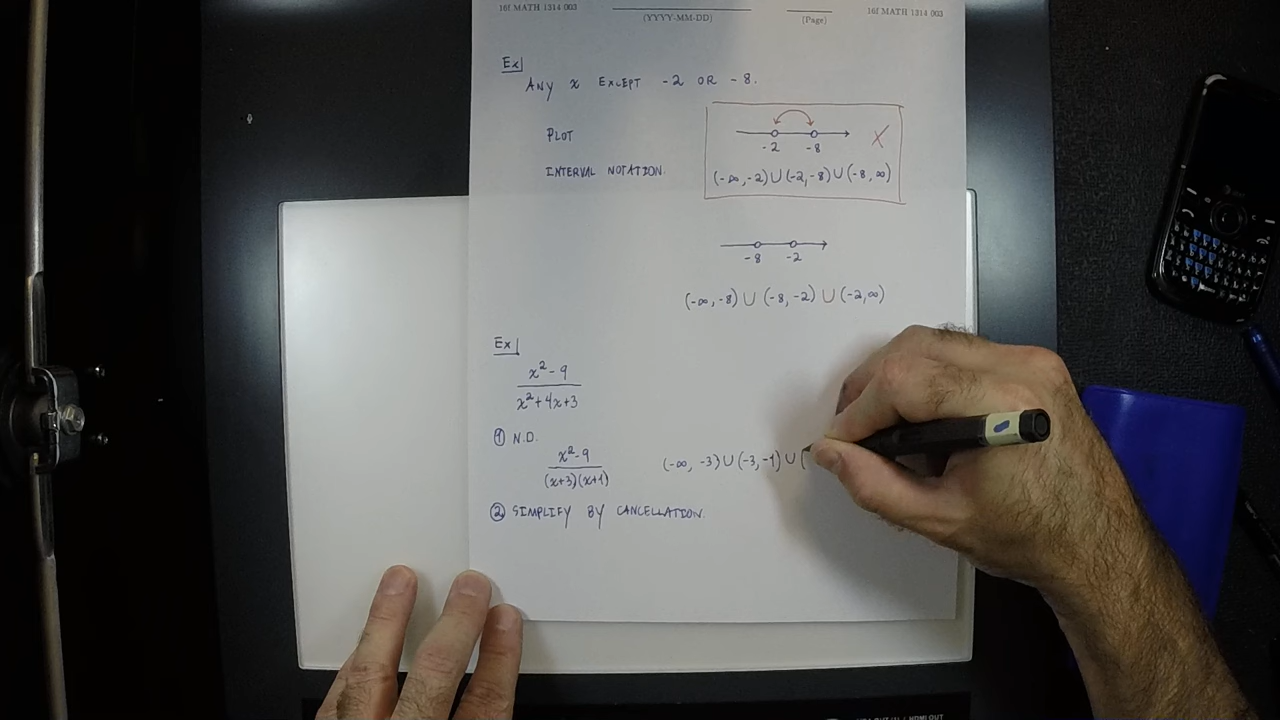 16f MATH 1314 003 (YYYY-MM-DD) (Page) 16f MATH 1314 003
Ex
ANY x EXCEPT -2 OR -8.
PLOT
-2 -8 X
INTERVAL NOTATION.
(-∞, -2) ∪ (-2, -8) ∪ (-8, ∞)
-8 -2
(-∞, -8) ∪ (-8, -2) ∪ (-2, ∞)
Ex
x² - 9
x² + 4x + 3
① N.D.
x² - 9
(x+3)(x+1)
(-∞, -3) ∪ (-3, -1) ∪ (
② SIMPLIFY BY CANCELLATION.